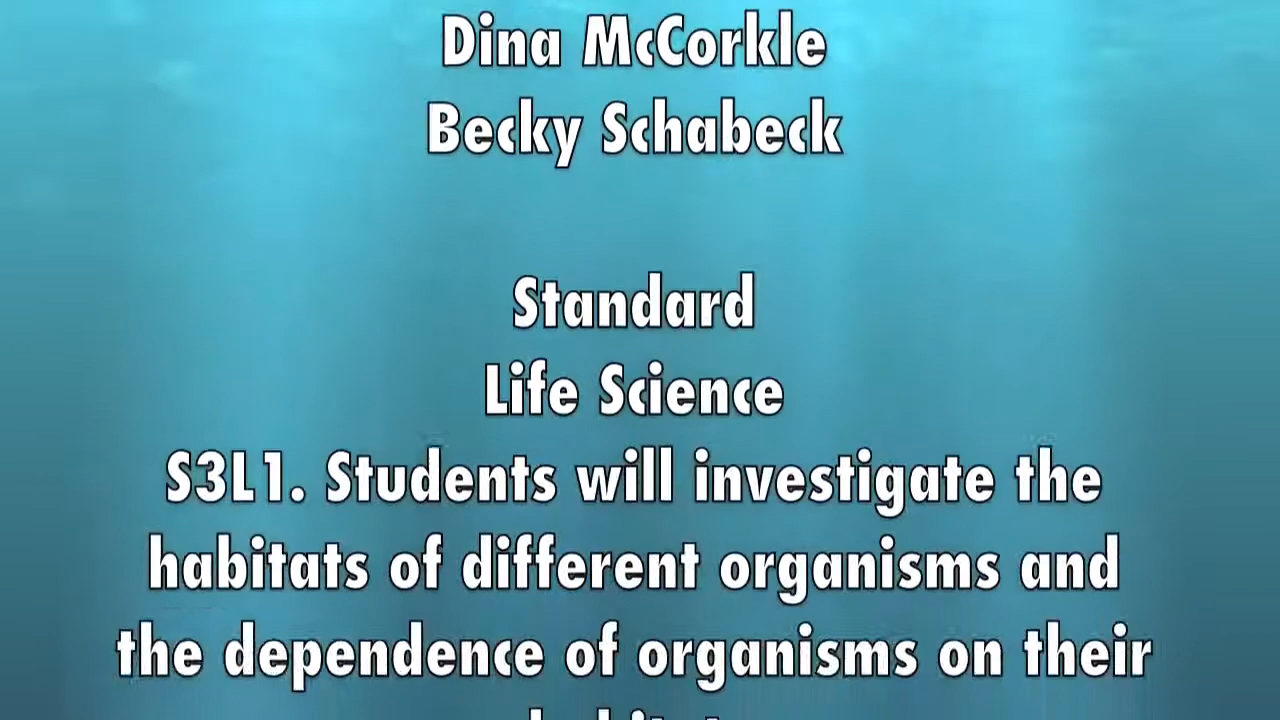 Dina McCorkle
Becky Schabeck
Standard
Life Science
S3L1. Students will investigate the
habitats of different organisms and
the dependence of organisms on their